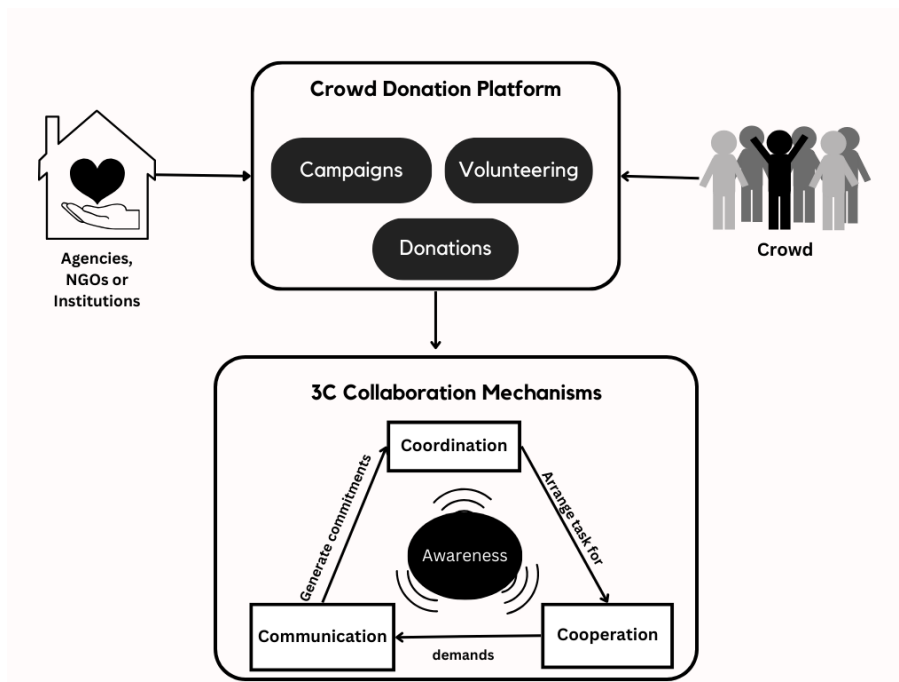 Crowd Donation Platform
Campaigns
Volunteering
Donations
Agencies,
NGOs or
Institutions
Crowd
3C Collaboration Mechanisms
Coordination
Generate commitments
Arrange task for
Awareness
Communication
Cooperation
demands